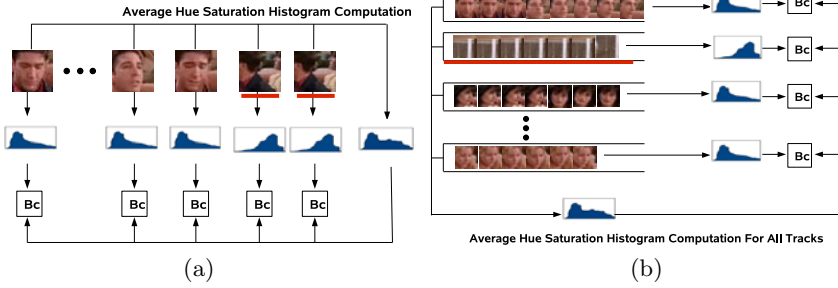 Average Hue Saturation Histogram Computation
Bc
Bc
Bc
Bc
Bc
(a)
Bc
Bc
Bc
Bc
Average Hue Saturation Histogram Computation For All Tracks
(b)